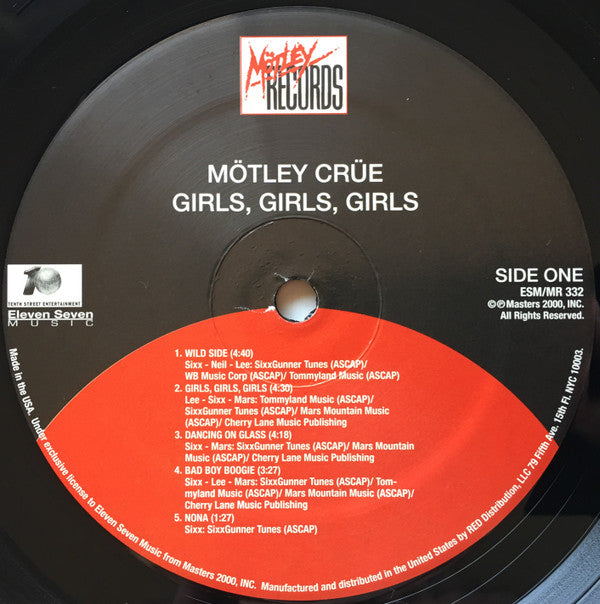 MÖTLEY
RECORDS
MÖTLEY CRÜE
GIRLS, GIRLS, GIRLS
10
TENTH STREET ENTERTAINMENT
Eleven Seven
MUSIC
SIDE ONE
ESM/MR 332
©℗Masters 2000, INC.
All Rights Reserved.
1. WILD SIDE (4:40)
Sixx - Neil - Lee: SixxGunner Tunes (ASCAP)/
WB Music Corp (ASCAP)/ Tommyland Music (ASCAP)
2. GIRLS, GIRLS, GIRLS (4:30)
Lee - Sixx - Mars: Tommyland Music (ASCAP)/
SixxGunner Tunes (ASCAP)/ Mars Mountain Music
(ASCAP)/ Cherry Lane Music Publishing
3. DANCING ON GLASS (4:18)
Sixx - Mars: SixxGunner Tunes (ASCAP)/ Mars Mountain
Music (ASCAP)/ Cherry Lane Music Publishing
4. BAD BOY BOOGIE (3:27)
Sixx - Lee - Mars: SixxGunner Tunes (ASCAP)/ Tom-
myland Music (ASCAP)/ Mars Mountain Music (ASCAP)/
Cherry Lane Music Publishing
5. NONA (1:27)
Sixx: SixxGunner Tunes (ASCAP)
Made in the USA. Under exclusive license to Eleven Seven Music from Masters 2000, INC. Manufactured and distributed in the United States by RED Distribution, LLC 79 Fifth Ave. 15th Fl. NYC 10003.